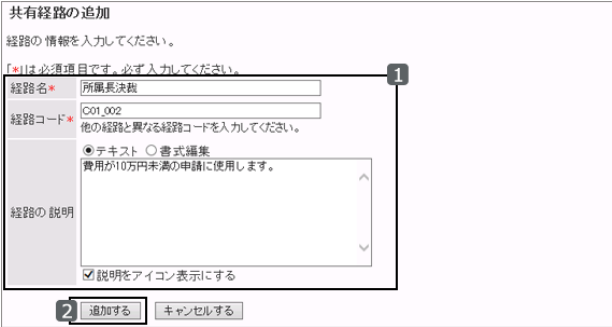 共有経路の追加
経路の情報を入力してください。
「*」は必須項目です。必ず入力してください。
1
経路名* 所属長決裁
経路コード* C01_002
他の経路と異なる経路コードを入力してください。
テキスト 書式編集
経路の説明 費用が10万円未満の申請に使用します。
説明をアイコン表示にする
2 追加する キャンセルする